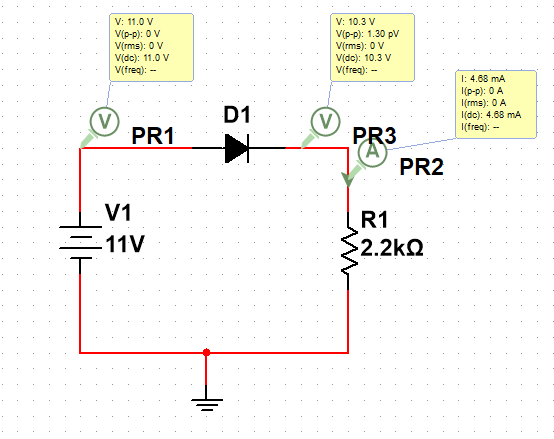 V: 11.0 V
V(p-p): 0 V
V(rms): 0 V
V(dc): 11.0 V
V(freq): --
V: 10.3 V
V(p-p): 1.30 pV
V(rms): 0 V
V(dc): 10.3 V
V(freq): --
I: 4.68 mA
I(p-p): 0 A
I(rms): 0 A
I(dc): 4.68 mA
I(freq): --
V
PR1
D1
V
PR3
A
PR2
V1
11V
R1
2.2kΩ